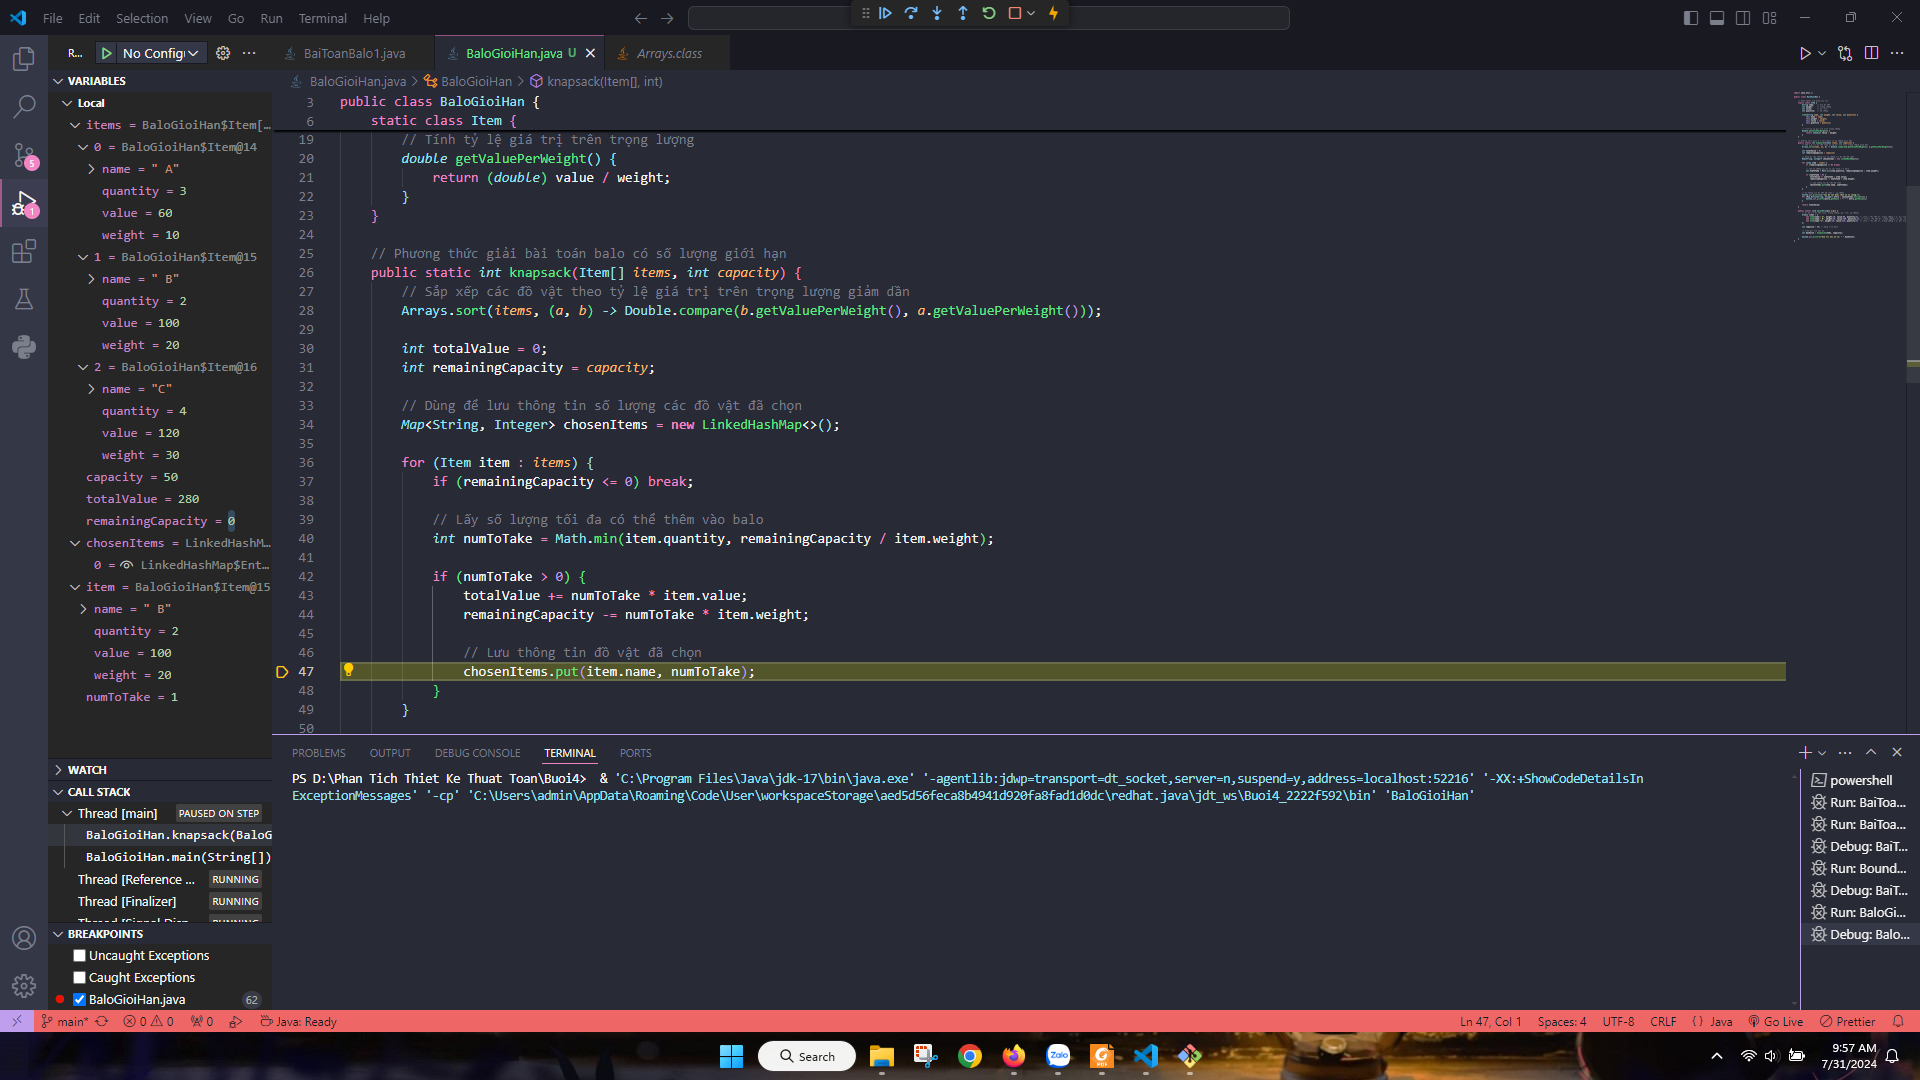 File Edit Selection View Go Run Terminal Help
R... No Config
BaiToanBalo1.java
BaloGioiHan.java U
Arrays.class
BaloGioiHan.java > BaloGioiHan > knapsack(Item[], int)
VARIABLES
Local
items = BaloGioiHan$Item[...
0 = BaloGioiHan$Item@14
name = " A"
quantity = 3
value = 60
weight = 10
1 = BaloGioiHan$Item@15
name = " B"
quantity = 2
value = 100
weight = 20
2 = BaloGioiHan$Item@16
name = "C"
quantity = 4
value = 120
weight = 30
capacity = 50
totalValue = 280
remainingCapacity = 0
chosenItems = LinkedHashM...
0 = LinkedHashMap$Ent...
item = BaloGioiHan$Item@15
name = " B"
quantity = 2
value = 100
weight = 20
numToTake = 1
WATCH
CALL STACK
Thread [main] PAUSED ON STEP
BaloGioiHan.knapsack(BaloG
BaloGioiHan.main(String[])
Thread [Reference ... RUNNING
Thread [Finalizer] RUNNING
BREAKPOINTS
Uncaught Exceptions
Caught Exceptions
BaloGioiHan.java 62
3 public class BaloGioiHan {
6 static class Item {
19 // Tính tỷ lệ giá trị trên trọng lượng
20 double getValuePerWeight() {
21 return (double) value / weight;
22 }
23 }
24
25 // Phương thức giải bài toán balo có số lượng giới hạn
26 public static int knapsack(Item[] items, int capacity) {
27 // Sắp xếp các đồ vật theo tỷ lệ giá trị trên trọng lượng giảm dần
28 Arrays.sort(items, (a, b) -> Double.compare(b.getValuePerWeight(), a.getValuePerWeight()));
29
30 int totalValue = 0;
31 int remainingCapacity = capacity;
32
33 // Dùng để lưu thông tin số lượng các đồ vật đã chọn
34 Map<String, Integer> chosenItems = new LinkedHashMap<>();
35
36 for (Item item : items) {
37 if (remainingCapacity <= 0) break;
38
39 // Lấy số lượng tối đa có thể thêm vào balo
40 int numToTake = Math.min(item.quantity, remainingCapacity / item.weight);
41
42 if (numToTake > 0) {
43 totalValue += numToTake * item.value;
44 remainingCapacity -= numToTake * item.weight;
45
46 // Lưu thông tin đồ vật đã chọn
47 chosenItems.put(item.name, numToTake);
48 }
49 }
50
PROBLEMS OUTPUT DEBUG CONSOLE TERMINAL PORTS
PS D:\Phan Tich Thiet Ke Thuat Toan\Buoi4> & 'C:\Program Files\Java\jdk-17\bin\java.exe' '-agentlib:jdwp=transport=dt_socket,server=n,suspend=y,address=localhost:52216' '-XX:+ShowCodeDetailsIn
ExceptionMessages' '-cp' 'C:\Users\admin\AppData\Roaming\Code\User\workspaceStorage\aed5d56feca8b4941d920fa8fad1d0dc\redhat.java\jdt_ws\Buoi4_2222f592\bin' 'BaloGioiHan'
powershell
Run: BaiToa...
Run: BaiToa...
Debug: BaiT...
Run: Bound...
Debug: BaiT...
Run: BaloGi...
Debug: Balo...
5
1
main* 0 0 0 Java: Ready
Ln 47, Col 1 Spaces: 4 UTF-8 CRLF {} Java Go Live Prettier
Search
Zalo
PDF
9:57 AM
7/31/2024